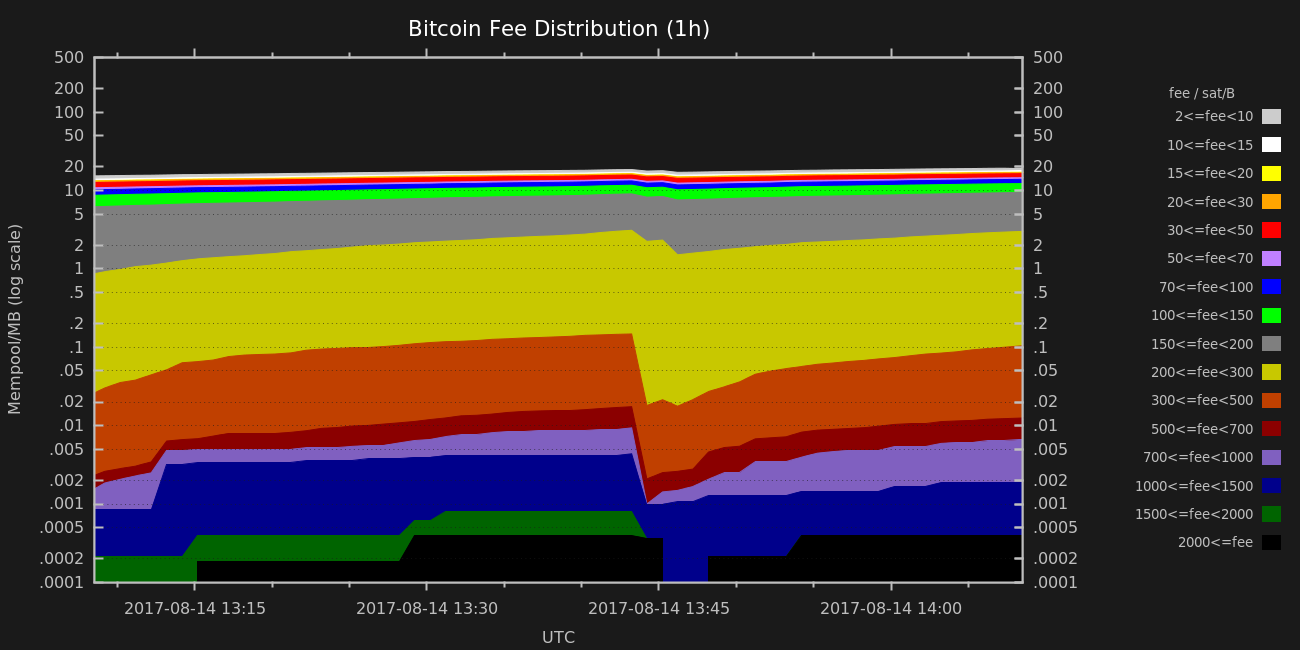 Bitcoin Fee Distribution (1h)
Mempool/MB (log scale)
500
200
100
50
20
10
5
2
1
.5
.2
.1
.05
.02
.01
.005
.002
.001
.0005
.0002
.0001
500
200
100
50
20
10
5
2
1
.5
.2
.1
.05
.02
.01
.005
.002
.001
.0005
.0002
.0001
2017-08-14 13:15
2017-08-14 13:30
2017-08-14 13:45
2017-08-14 14:00
UTC
fee / sat/B
2<=fee<10
10<=fee<15
15<=fee<20
20<=fee<30
30<=fee<50
50<=fee<70
70<=fee<100
100<=fee<150
150<=fee<200
200<=fee<300
300<=fee<500
500<=fee<700
700<=fee<1000
1000<=fee<1500
1500<=fee<2000
2000<=fee